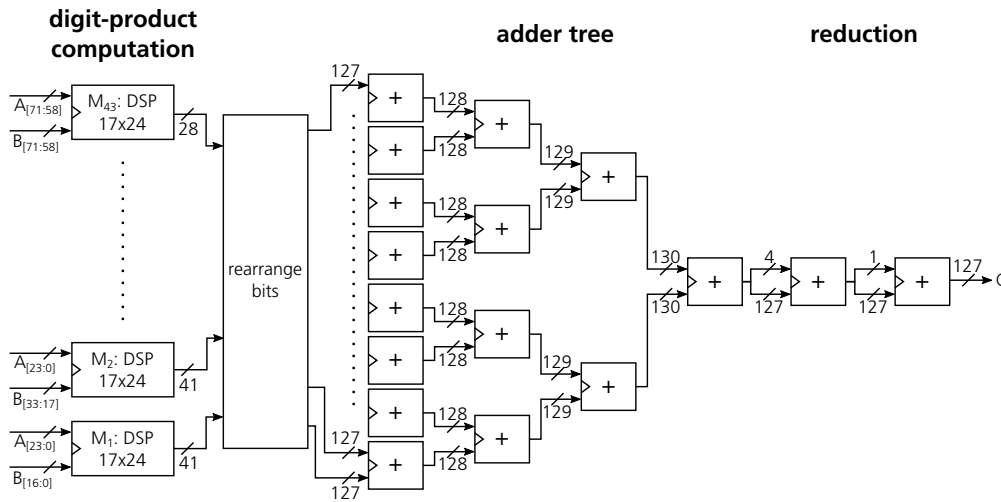 digit-product
computation
adder tree
reduction
A[71:58]
B[71:58]
M43: DSP
17x24
28
A[23:0]
B[33:17]
M2: DSP
17x24
41
A[23:0]
B[16:0]
M1: DSP
17x24
41
rearrange
bits
127
127
127
+
+
+
+
+
+
+
+
128
128
128
128
128
128
128
128
+
+
+
+
129
129
129
129
+
+
130
130
+
4
127
+
1
127
+
127